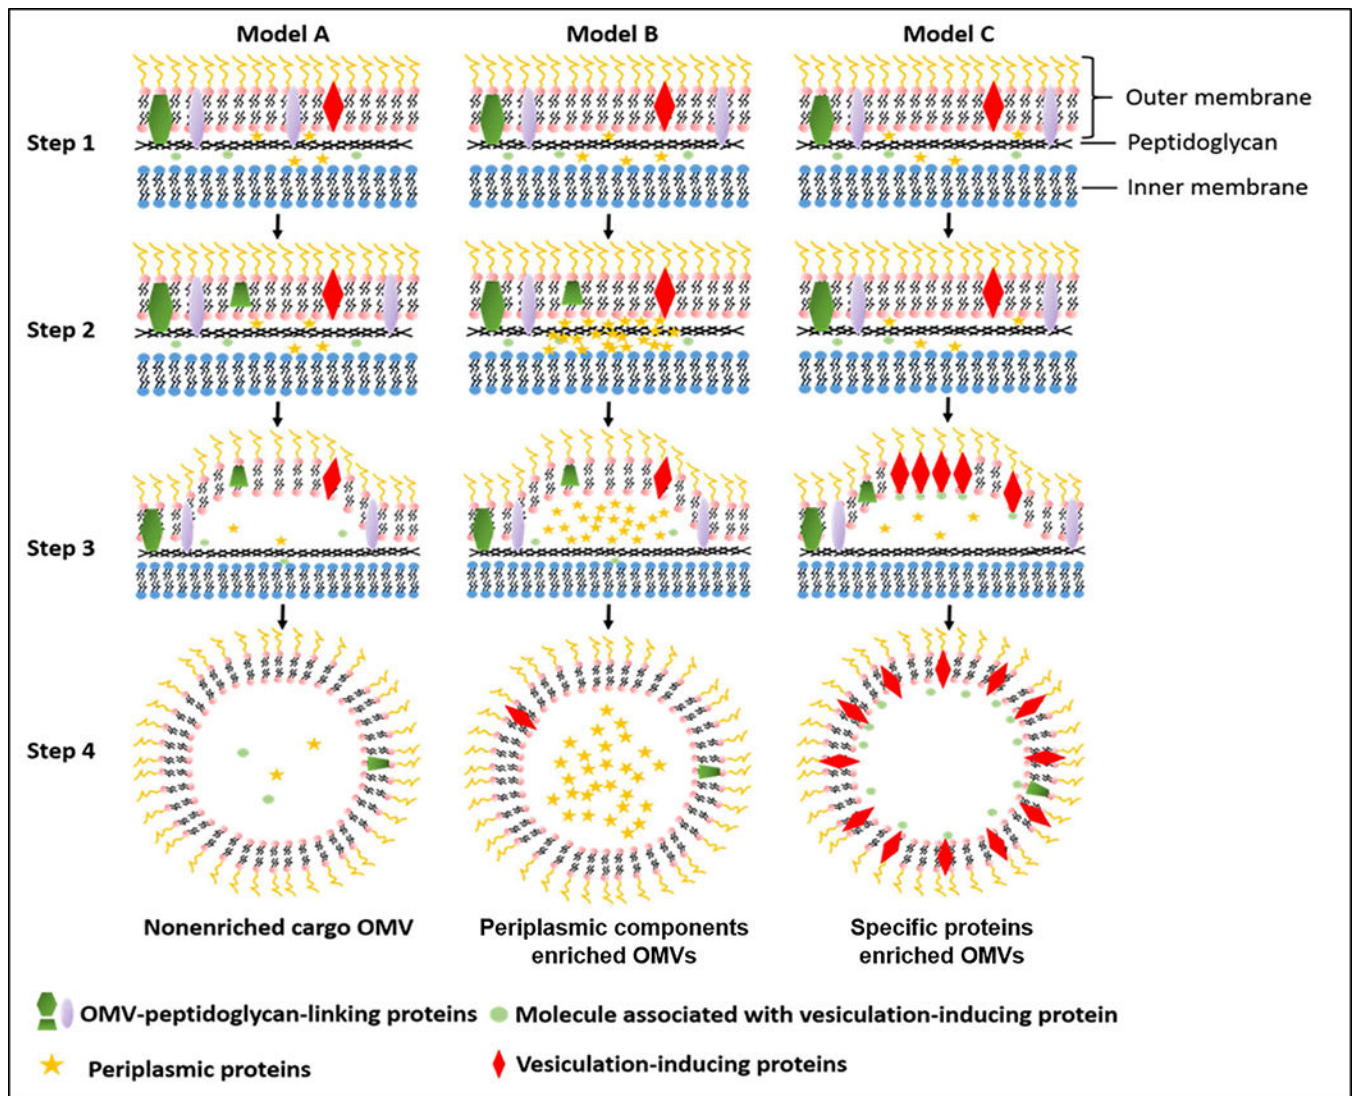 Model A
Model B
Model C
Outer membrane
Step 1
Peptidoglycan
Inner membrane
Step 2
Step 3
Step 4
Nonenriched cargo OMV
Periplasmic components
enriched OMVs
Specific proteins
enriched OMVs
OMV-peptidoglycan-linking proteins
Molecule associated with vesiculation-inducing protein
Periplasmic proteins
Vesiculation-inducing proteins